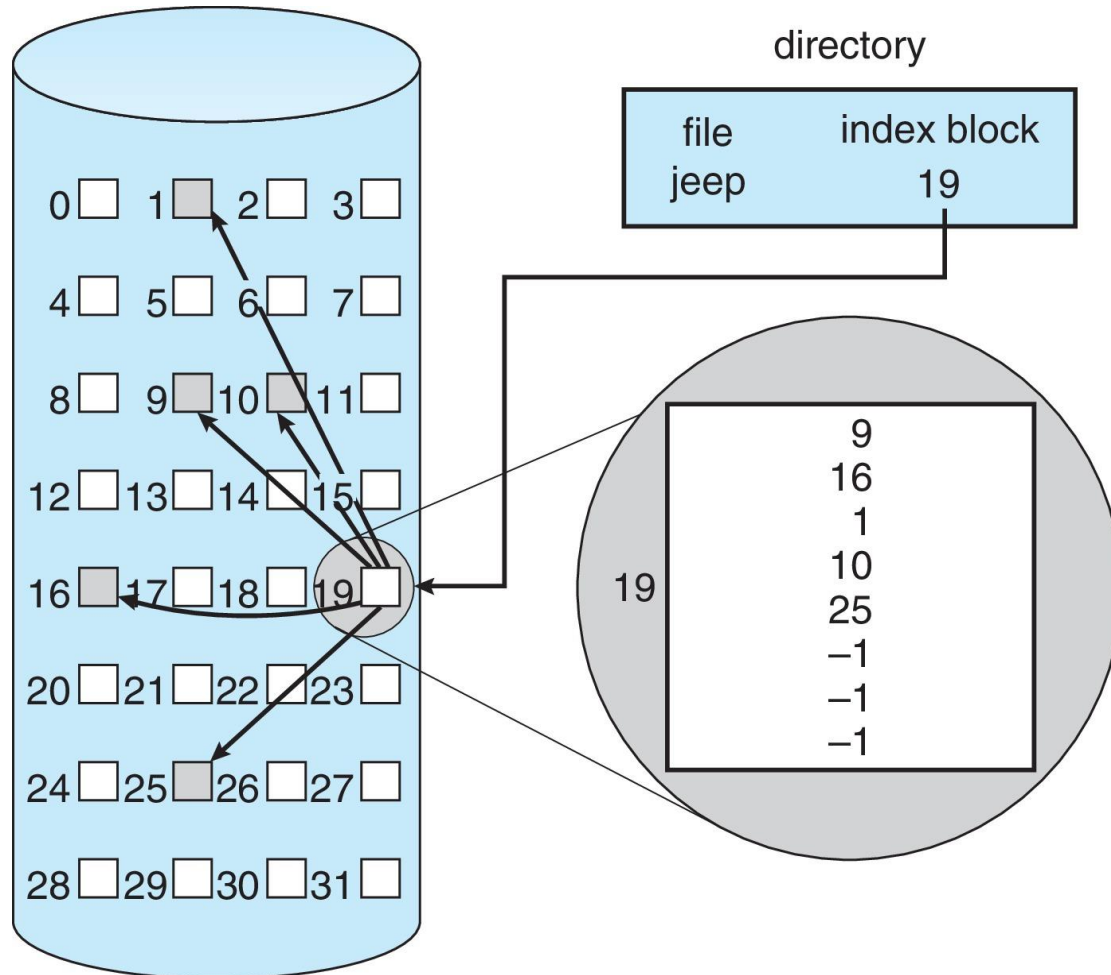 directory
file index block
jeep 19
0 1 2 3
4 5 6 7
8 9 10 11
12 13 14 15
16 17 18 19
20 21 22 23
24 25 26 27
28 29 30 31
19
9
16
1
10
25
–1
–1
–1